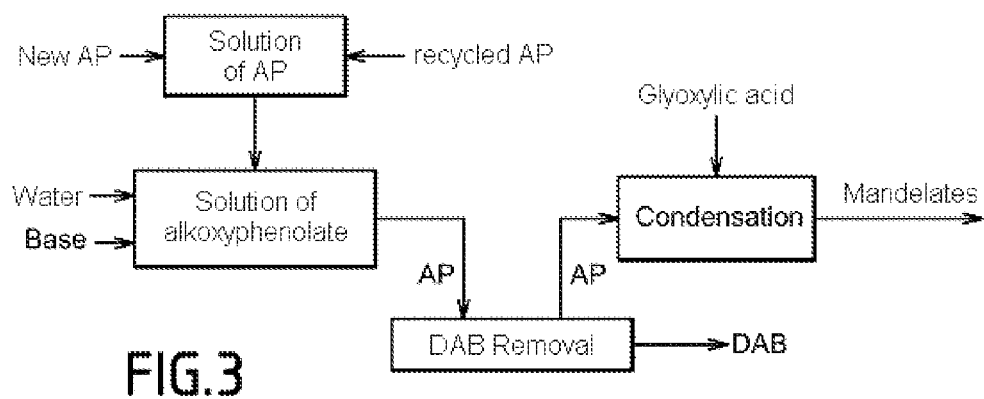 New AP
Solution
of AP
recycled AP
Glyoxylic acid
Water
Base
Solution of
alkoxyphenolate
Condensation
Mandelates
AP
AP
DAB Removal
DAB
FIG.3